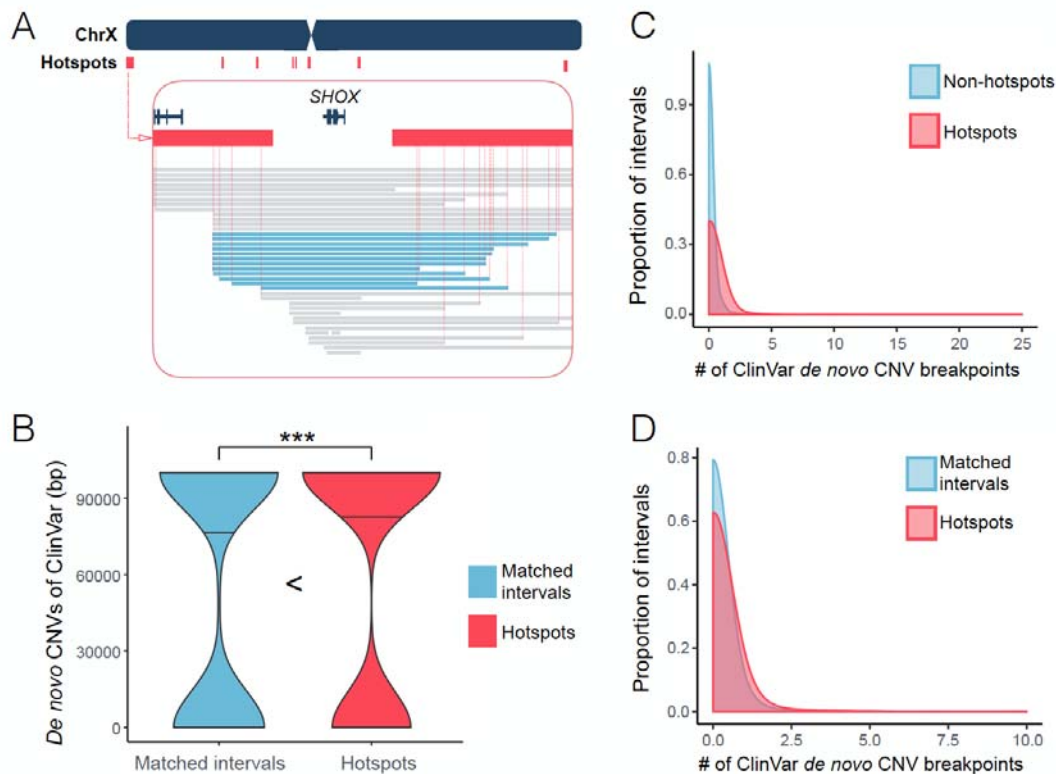 A
ChrX
Hotspots
SHOX
B
De novo CNVs of ClinVar (bp)
90000
60000
30000
0
***
<
Matched intervals
Hotspots
Matched
intervals
Hotspots
C
Proportion of intervals
0.9
0.6
0.3
0.0
0
5
10
15
20
25
# of ClinVar de novo CNV breakpoints
Non-hotspots
Hotspots
D
Proportion of intervals
0.8
0.6
0.4
0.2
0.0
0.0
2.5
5.0
7.5
10.0
# of ClinVar de novo CNV breakpoints
Matched
intervals
Hotspots